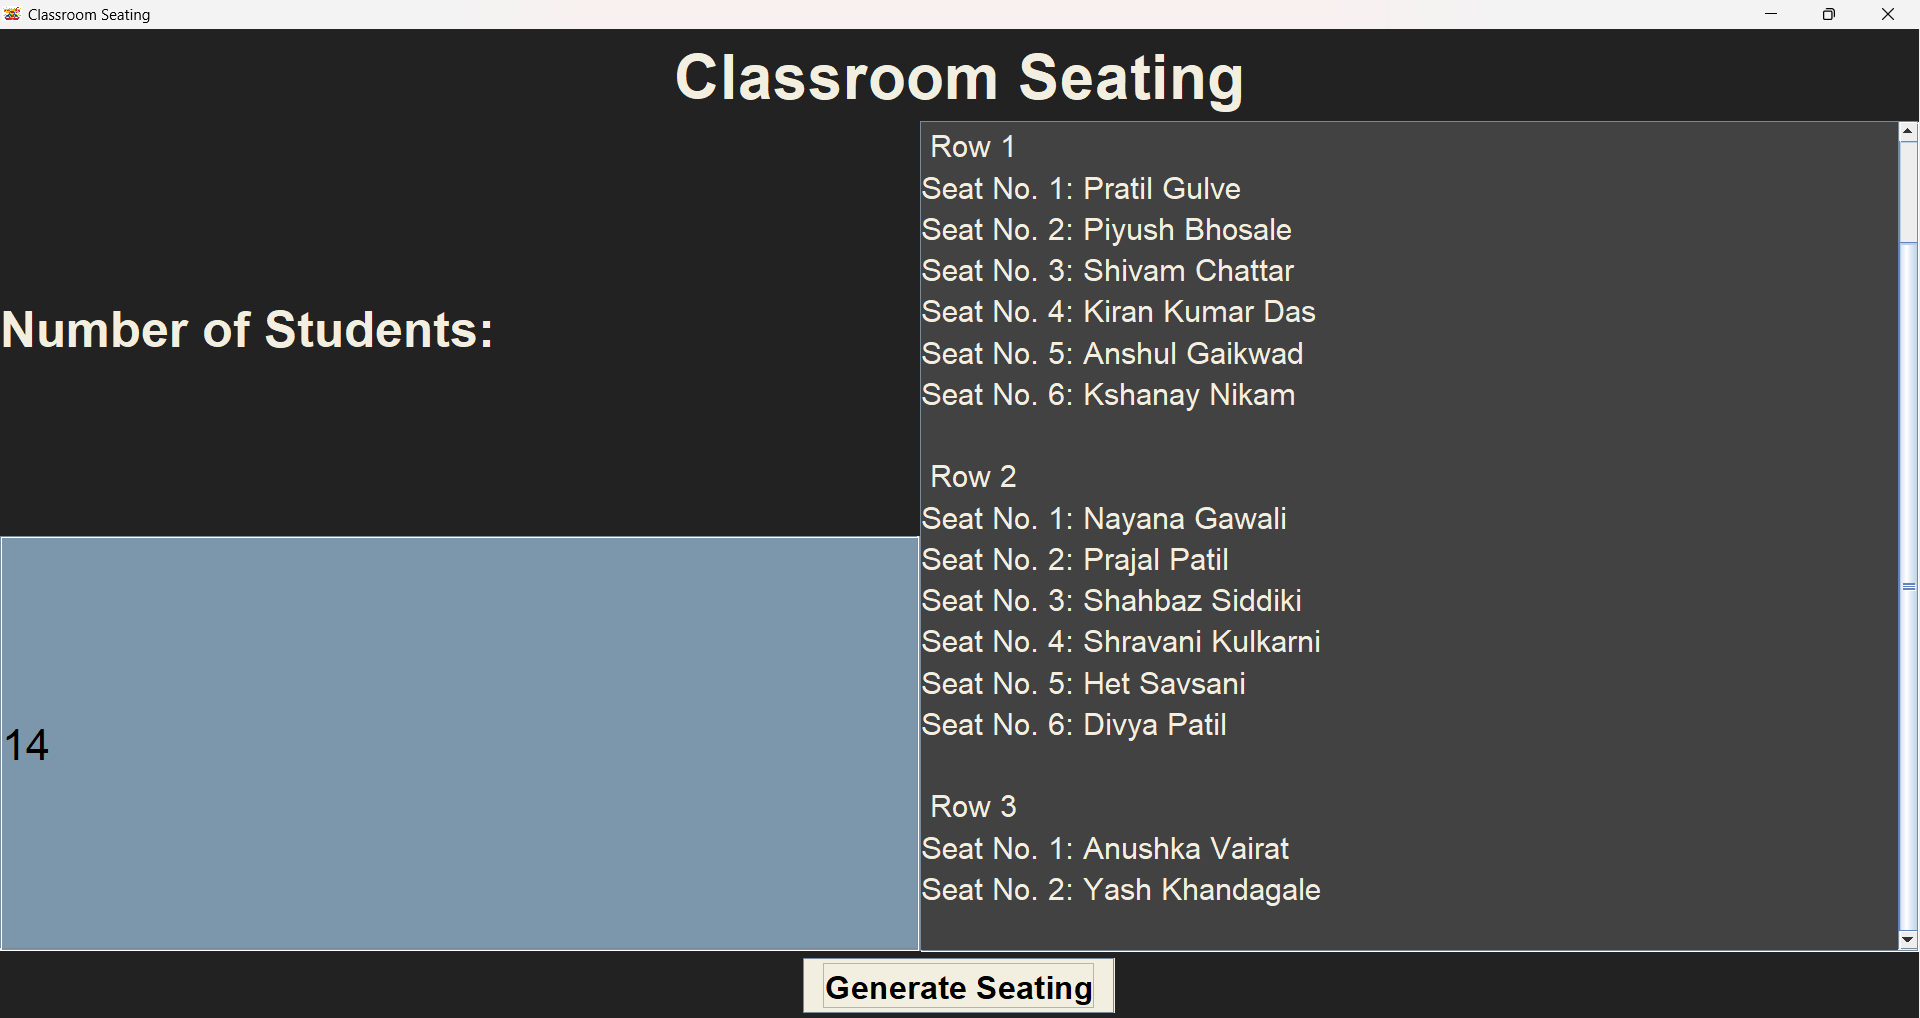 Classroom Seating
Classroom Seating
Number of Students:
14
Row 1
Seat No. 1: Pratil Gulve
Seat No. 2: Piyush Bhosale
Seat No. 3: Shivam Chattar
Seat No. 4: Kiran Kumar Das
Seat No. 5: Anshul Gaikwad
Seat No. 6: Kshanay Nikam
Row 2
Seat No. 1: Nayana Gawali
Seat No. 2: Prajal Patil
Seat No. 3: Shahbaz Siddiki
Seat No. 4: Shravani Kulkarni
Seat No. 5: Het Savsani
Seat No. 6: Divya Patil
Row 3
Seat No. 1: Anushka Vairat
Seat No. 2: Yash Khandagale
Generate Seating